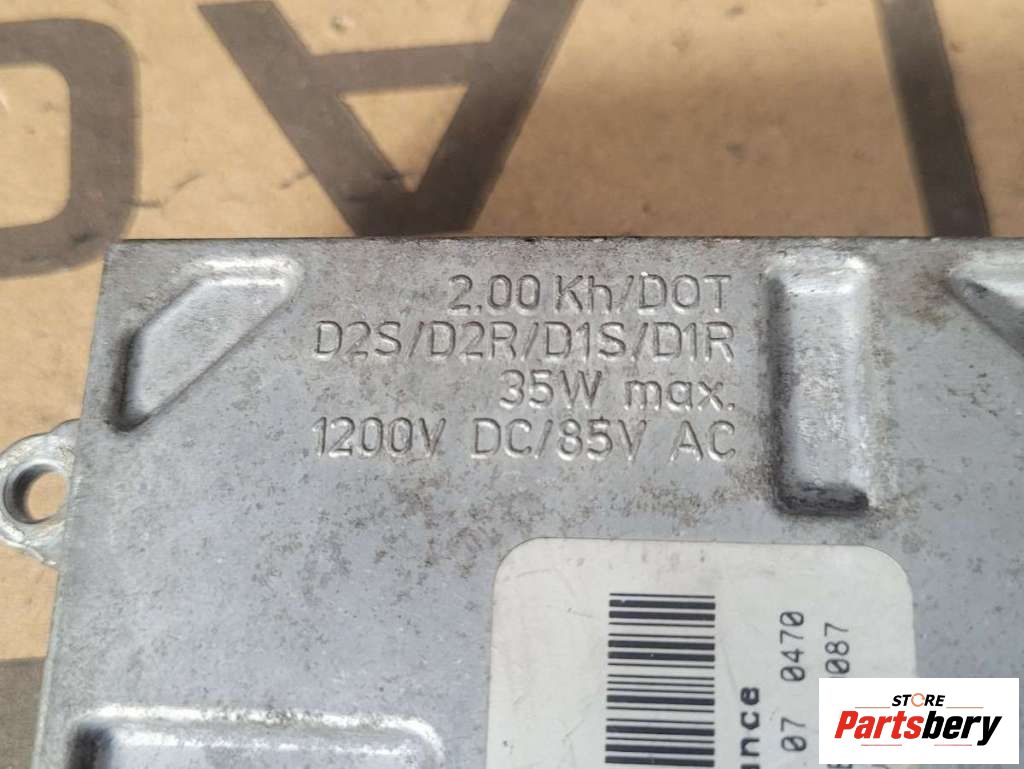 2.00 Kh/DOT
D2S/D2R/D1S/D1R
35W max.
1200V DC/85V AC
07 0470
087
STORE
Partsbery